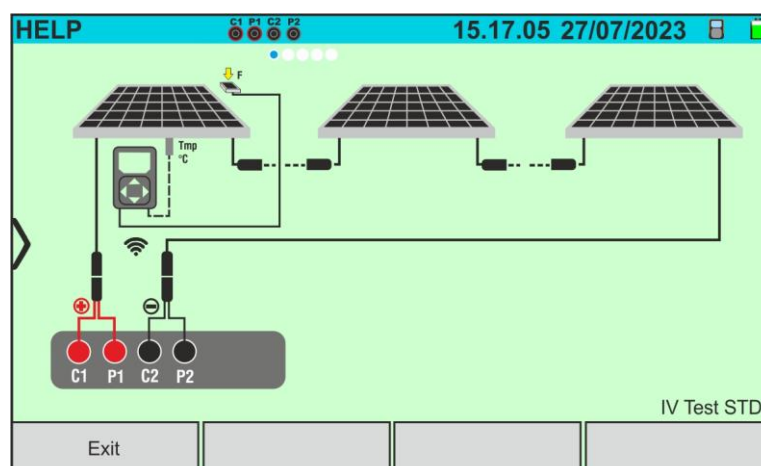 HELP
C1 P1 C2 P2
15.17.05 27/07/2023
F
Tmp
°C
C1 P1 C2 P2
IV Test STD
Exit